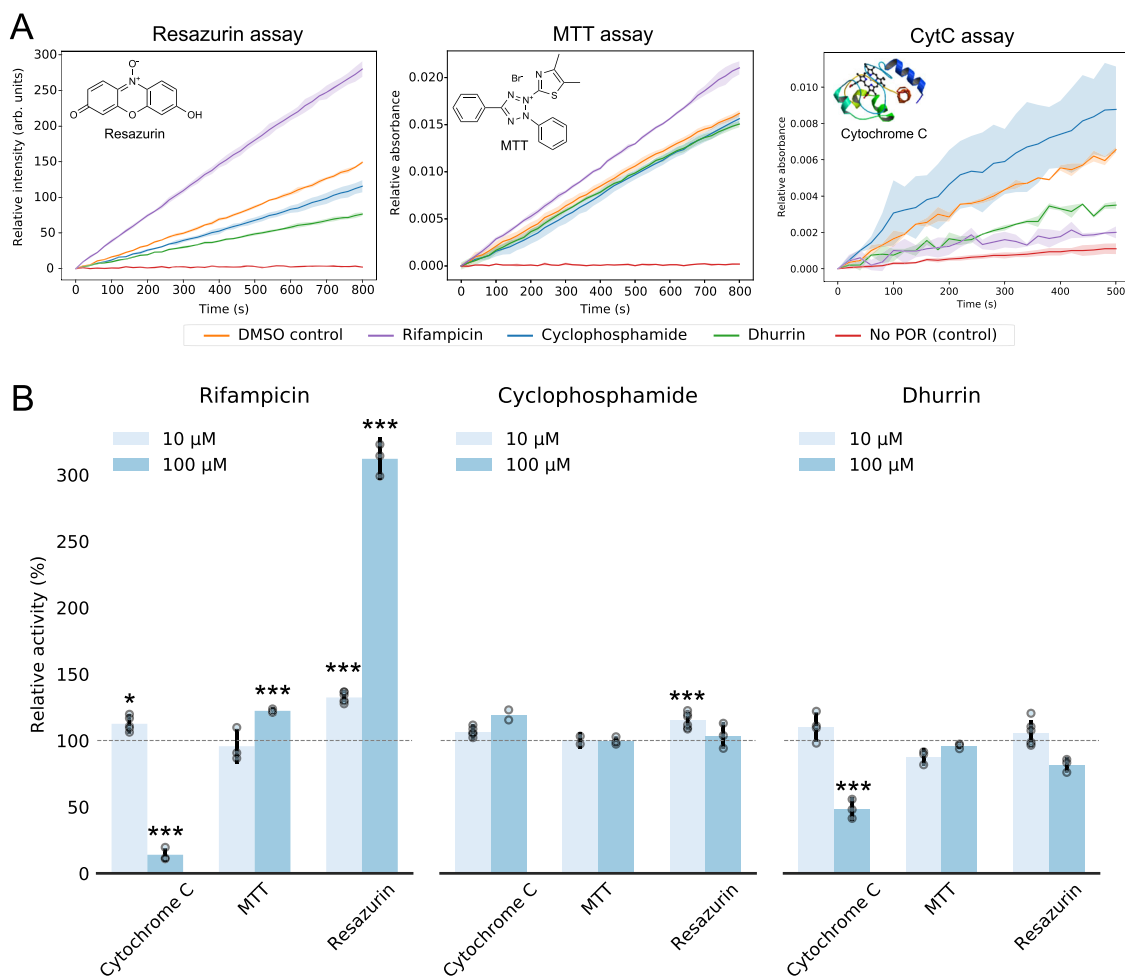 A
Resazurin assay
MTT assay
CytC assay
Relative intensity (arb. units)
300
250
200
150
100
50
0
0 100 200 300 400 500 600 700 800
Time (s)
O⁻
N⁺
O
O
OH
Resazurin
Relative absorbance
0.020
0.015
0.010
0.005
0.000
0 100 200 300 400 500 600 700 800
Time (s)
Br⁻
N
S
N
N⁺
N
N
MTT
Relative absorbance
0.010
0.008
0.006
0.004
0.002
0.000
0 100 200 300 400 500
Time (s)
Cytochrome C
DMSO control Rifampicin Cyclophosphamide Dhurrin No POR (control)
B
Rifampicin
Cyclophosphamide
Dhurrin
10 μM
100 μM
10 μM
100 μM
10 μM
100 μM
Relative activity (%)
300
250
200
150
100
50
0
*
***
***
***
***
***
***
Cytochrome C
MTT
Resazurin
Cytochrome C
MTT
Resazurin
Cytochrome C
MTT
Resazurin